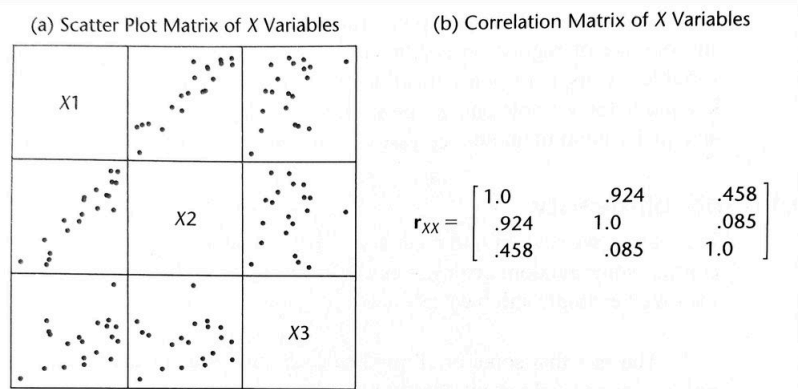 (a) Scatter Plot Matrix of X Variables
(b) Correlation Matrix of X Variables
X1
X2
X3
r_XX =
1.0 .924 .458
.924 1.0 .085
.458 .085 1.0